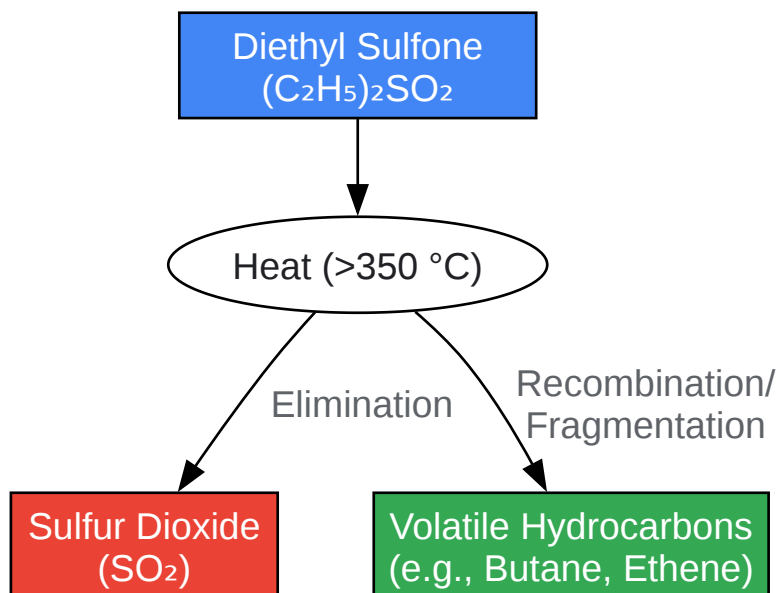 Diethyl Sulfone
(C₂H₅)₂SO₂
Heat (>350 °C)
Elimination
Recombination/
Fragmentation
Sulfur Dioxide
(SO₂)
Volatile Hydrocarbons
(e.g., Butane, Ethene)